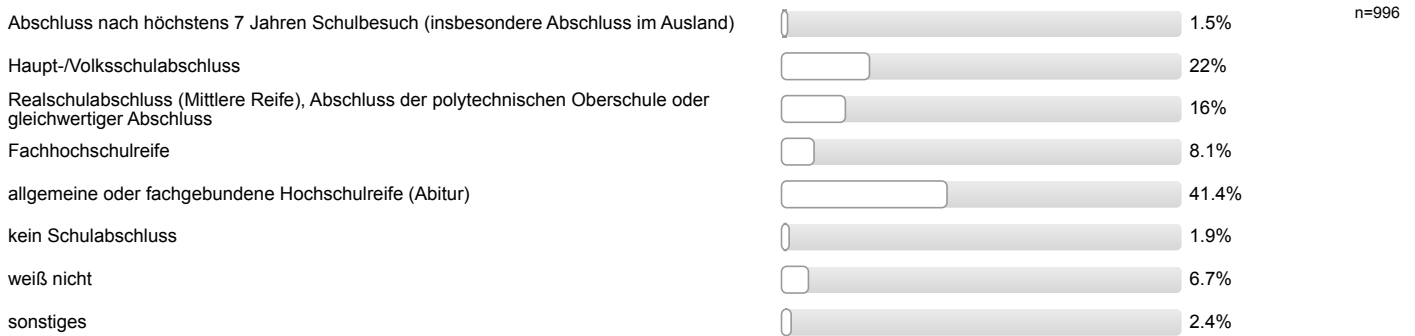 Abschluss nach höchstens 7 Jahren Schulbesuch (insbesondere Abschluss im Ausland) 1.5% n=996
Haupt-/Volksschulabschluss 22%
Realschulabschluss (Mittlere Reife), Abschluss der polytechnischen Oberschule oder
gleichwertiger Abschluss 16%
Fachhochschulreife 8.1%
allgemeine oder fachgebundene Hochschulreife (Abitur) 41.4%
kein Schulabschluss 1.9%
weiß nicht 6.7%
sonstiges 2.4%